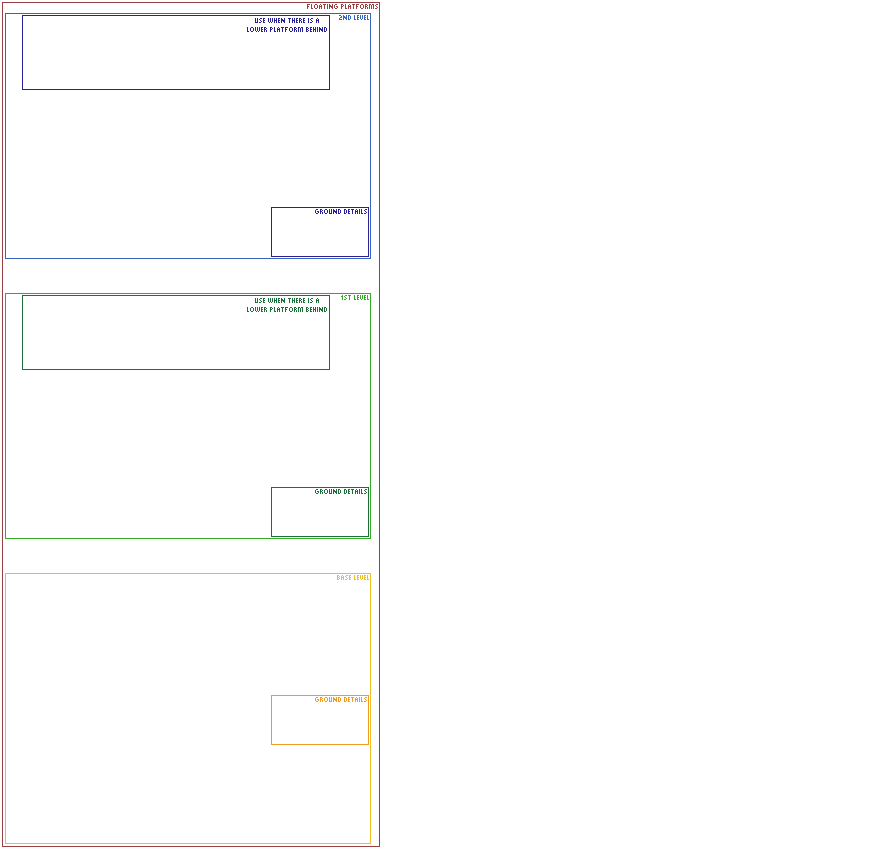 FLOATING PLATFORMS
2ND LEVEL
USE WHEN THERE IS A
LOWER PLATFORM BEHIND
GROUND DETAILS
1ST LEVEL
USE WHEN THERE IS A
LOWER PLATFORM BEHIND
GROUND DETAILS
BASE LEVEL
GROUND DETAILS